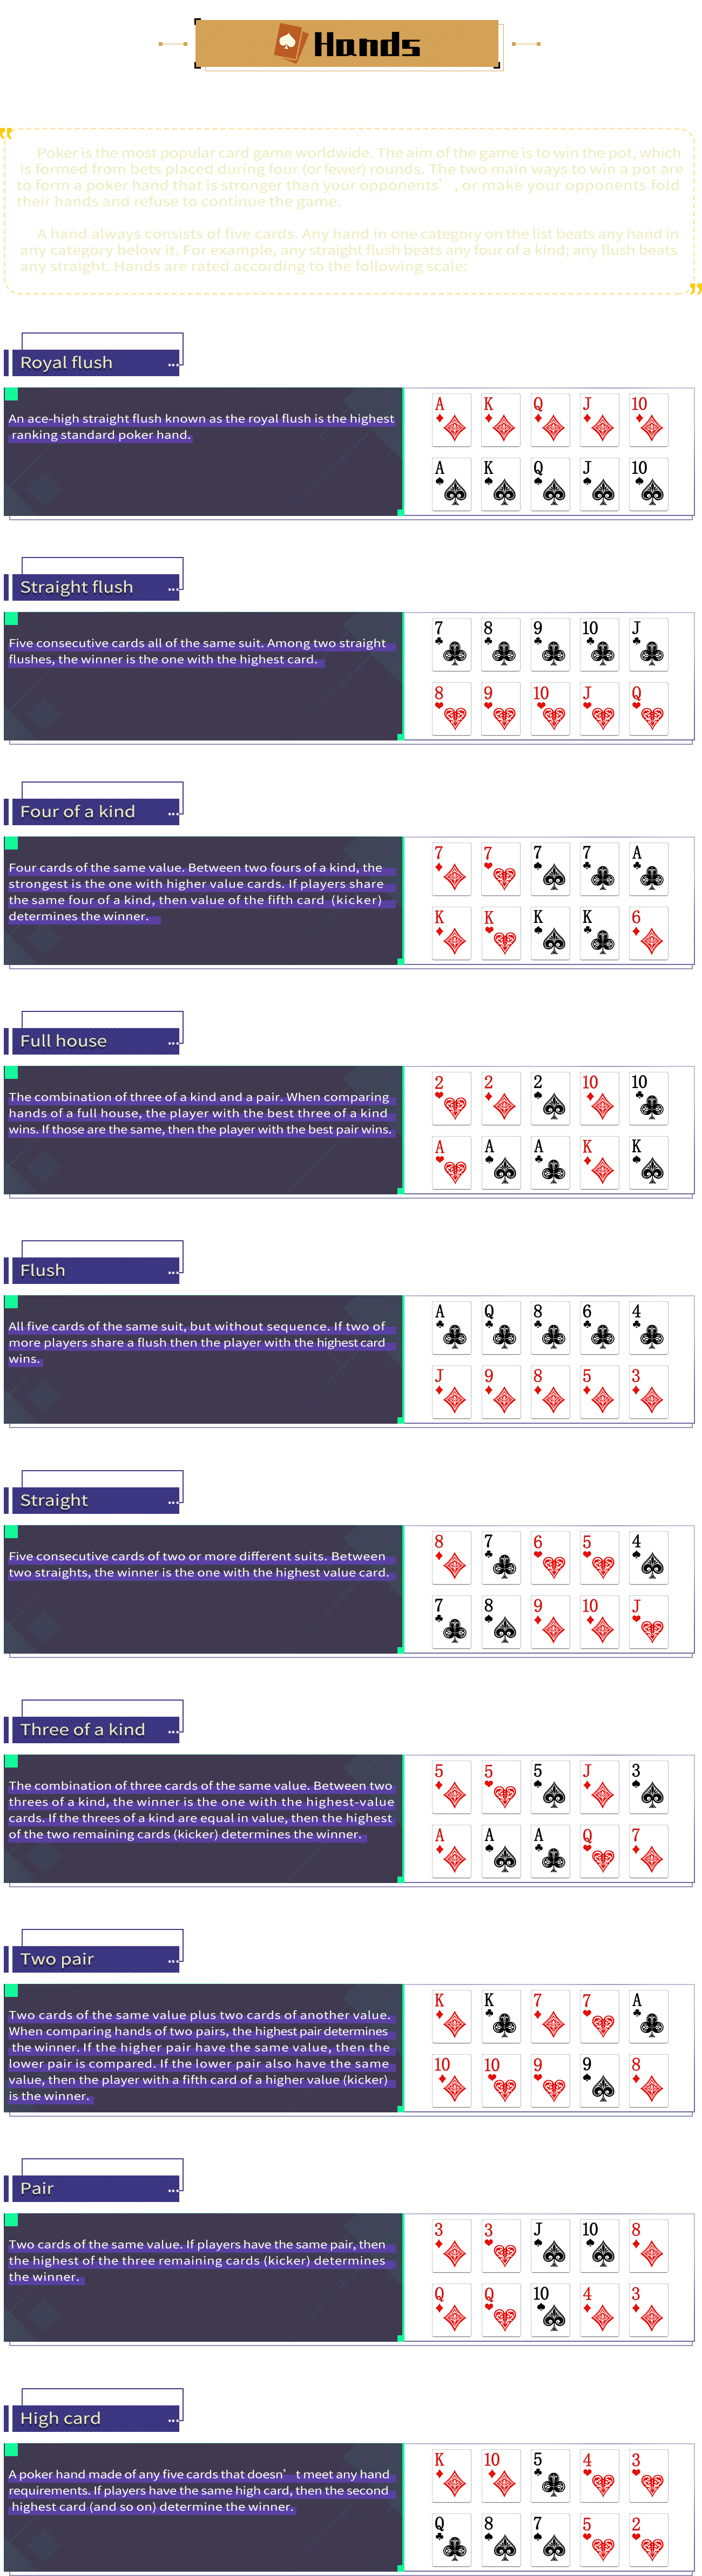 Hands
Poker is the most popular card game worldwide. The aim of the game is to win the pot, which
is formed from bets placed during four (or fewer) rounds. The two main ways to win a pot are
to form a poker hand that is stronger than your opponents’ , or make your opponents fold
their hands and refuse to continue the game.
A hand always consists of five cards. Any hand in one category on the list beats any hand in
any category below it. For example, any straight flush beats any four of a kind; any flush beats
any straight. Hands are rated according to the following scale:
Royal flush
An ace-high straight flush known as the royal flush is the highest
ranking standard poker hand.
A K Q J 10
A K Q J 10
Straight flush
Five consecutive cards all of the same suit. Among two straight
flushes, the winner is the one with the highest card.
7 8 9 10 J
8 9 10 J Q
Four of a kind
Four cards of the same value. Between two fours of a kind, the
strongest is the one with higher value cards. If players share
the same four of a kind, then value of the fifth card (kicker)
determines the winner.
7 7 7 7 A
K K K K 6
Full house
The combination of three of a kind and a pair. When comparing
hands of a full house, the player with the best three of a kind
wins. If those are the same, then the player with the best pair wins.
2 2 2 10 10
A A A K K
Flush
All five cards of the same suit, but without sequence. If two of
more players share a flush then the player with the highest card
wins.
A Q 8 6 4
J 9 8 5 3
Straight
Five consecutive cards of two or more different suits. Between
two straights, the winner is the one with the highest value card.
8 7 6 5 4
7 8 9 10 J
Three of a kind
The combination of three cards of the same value. Between two
threes of a kind, the winner is the one with the highest-value
cards. If the threes of a kind are equal in value, then the highest
of the two remaining cards (kicker) determines the winner.
5 5 5 J 3
A A A Q 7
Two pair
Two cards of the same value plus two cards of another value.
When comparing hands of two pairs, the highest pair determines
the winner. If the higher pair have the same value, then the
lower pair is compared. If the lower pair also have the same
value, then the player with a fifth card of a higher value (kicker)
is the winner.
K K 7 7 A
10 10 9 9 8
Pair
Two cards of the same value. If players have the same pair, then
the highest of the three remaining cards (kicker) determines
the winner.
3 3 J 10 8
Q Q 10 4 3
High card
A poker hand made of any five cards that doesn’ t meet any hand
requirements. If players have the same high card, then the second
highest card (and so on) determine the winner.
K 10 5 4 3
Q 8 7 5 2